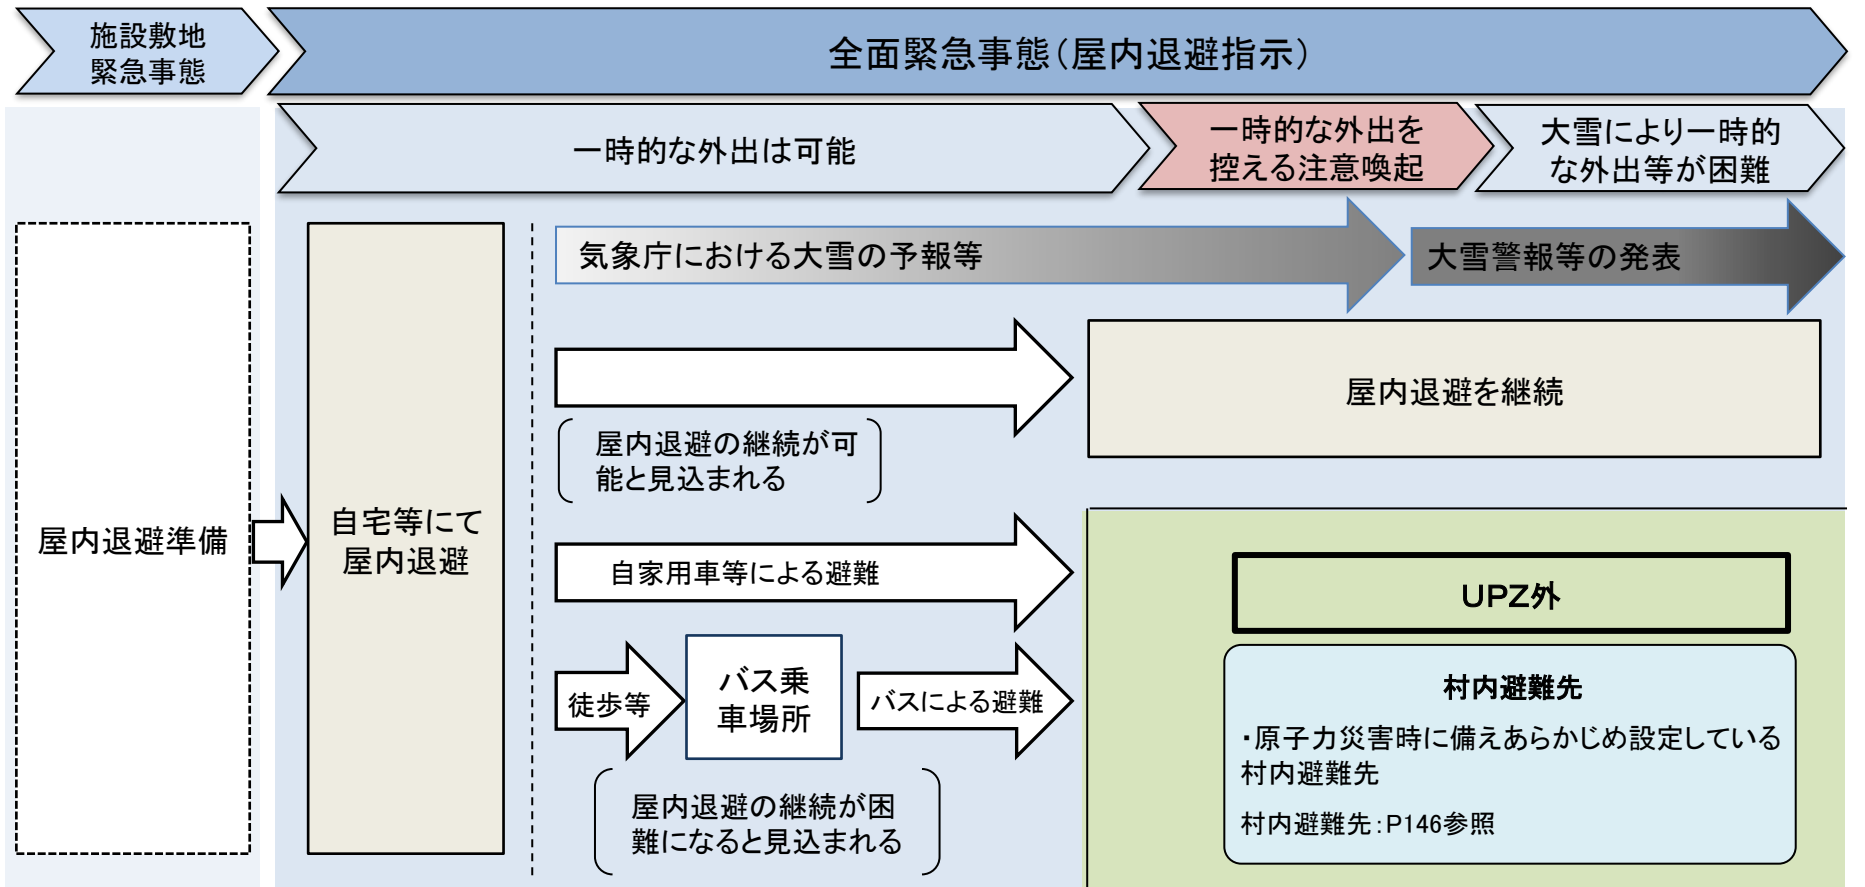 施設敷地
緊急事態
全面緊急事態（屋内退避指示）
一時的な外出は可能
一時的な外出を
控える注意喚起
大雪により一時的
な外出等が困難
気象庁における大雪の予報等
大雪警報等の発表
屋内退避準備
自宅等にて
屋内退避
屋内退避の継続が可
能と見込まれる
屋内退避を継続
自家用車等による避難
徒歩等
バス乗
車場所
バスによる避難
屋内退避の継続が困
難になると見込まれる
ＵＰＺ外
村内避難先
・原子力災害時に備えあらかじめ設定している
村内避難先
村内避難先：P146参照